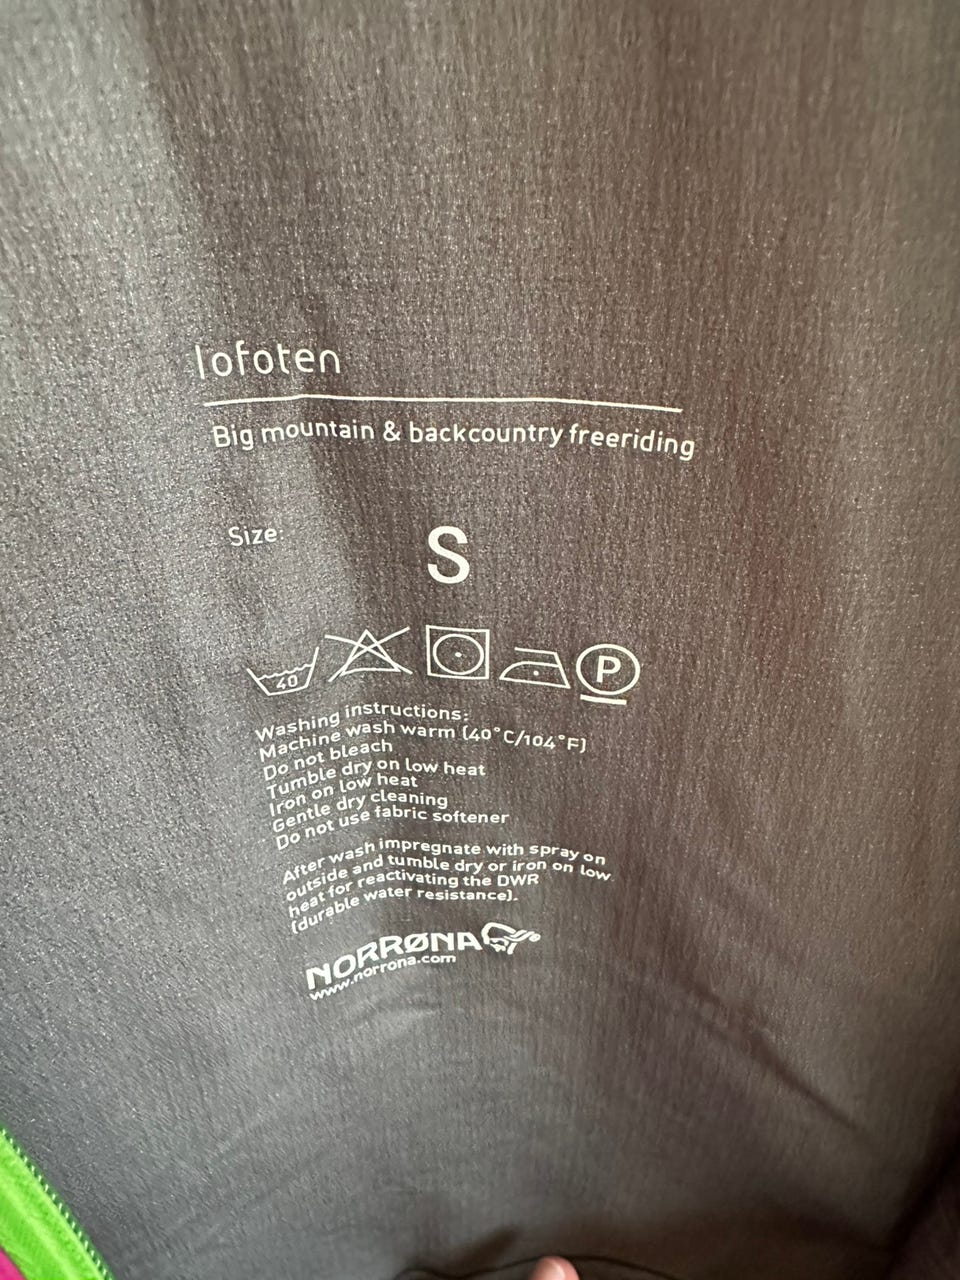 lofoten
Big mountain & backcountry freeriding
Size: S
40
P
Washing instructions:
Machine wash warm (40°C/104°F)
Do not bleach
Tumble dry on low heat
Iron on low heat
Gentle dry cleaning
Do not use fabric softener
After wash impregnate with spray on
outside and tumble dry or iron on low
heat for reactivating the DWR
(durable water resistance).
NORRØNA
www.norrona.com